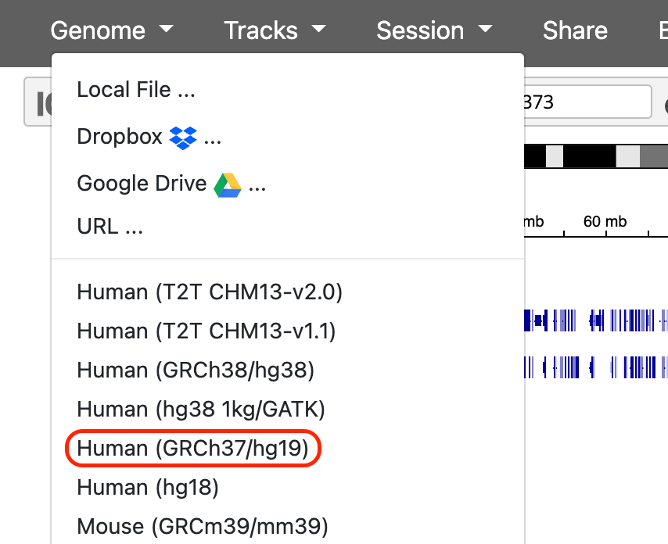 Genome Tracks Session Share
Local File ...
373
Dropbox ...
Google Drive ...
URL ...
mb 60 mb
Human (T2T CHM13-v2.0)
Human (T2T CHM13-v1.1)
Human (GRCh38/hg38)
Human (hg38 1kg/GATK)
Human (GRCh37/hg19)
Human (hg18)
Mouse (GRCm39/mm39)